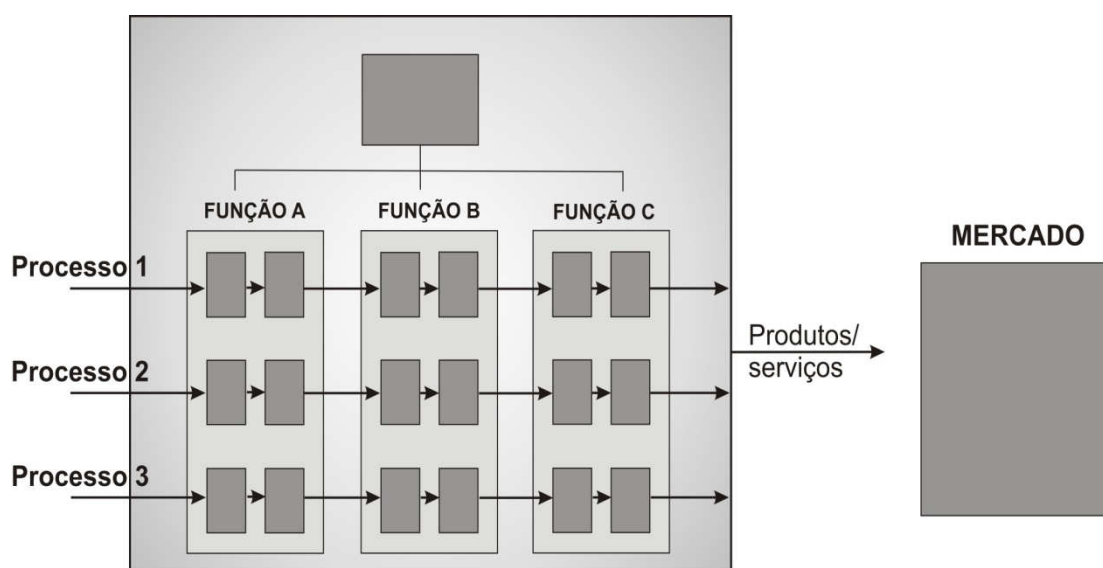 FUNÇÃO A
FUNÇÃO B
FUNÇÃO C
MERCADO
Processo 1
Produtos/
serviços
Processo 2
Processo 3